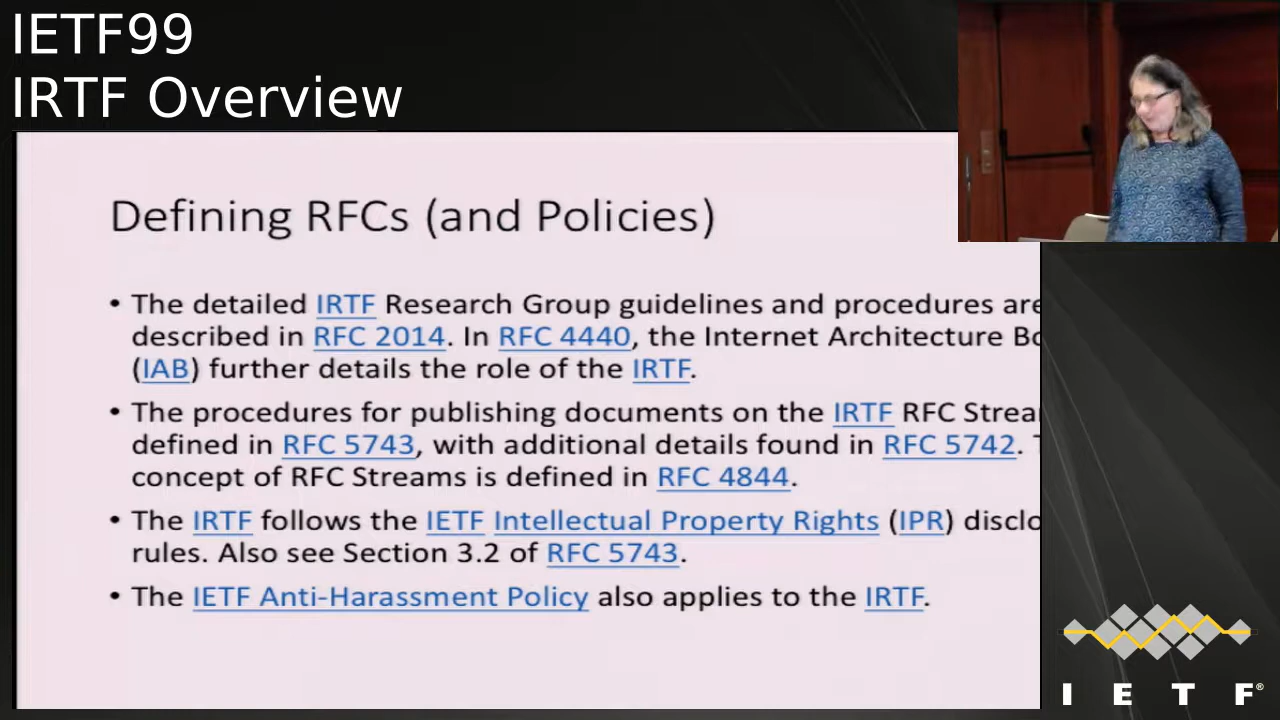 IETF99
IRTF Overview
Defining RFCs (and Policies)
• The detailed IRTF Research Group guidelines and procedures are
described in RFC 2014. In RFC 4440, the Internet Architecture
(IAB) further details the role of the IRTF.
• The procedures for publishing documents on the IRTF RFC
defined in RFC 5743, with additional details found in RFC 5742.
concept of RFC Streams is defined in RFC 4844.
• The IRTF follows the IETF Intellectual Property Rights (IPR)
rules. Also see Section 3.2 of RFC 5743.
• The IETF Anti-Harassment Policy also applies to the IRTF.
I E T F®